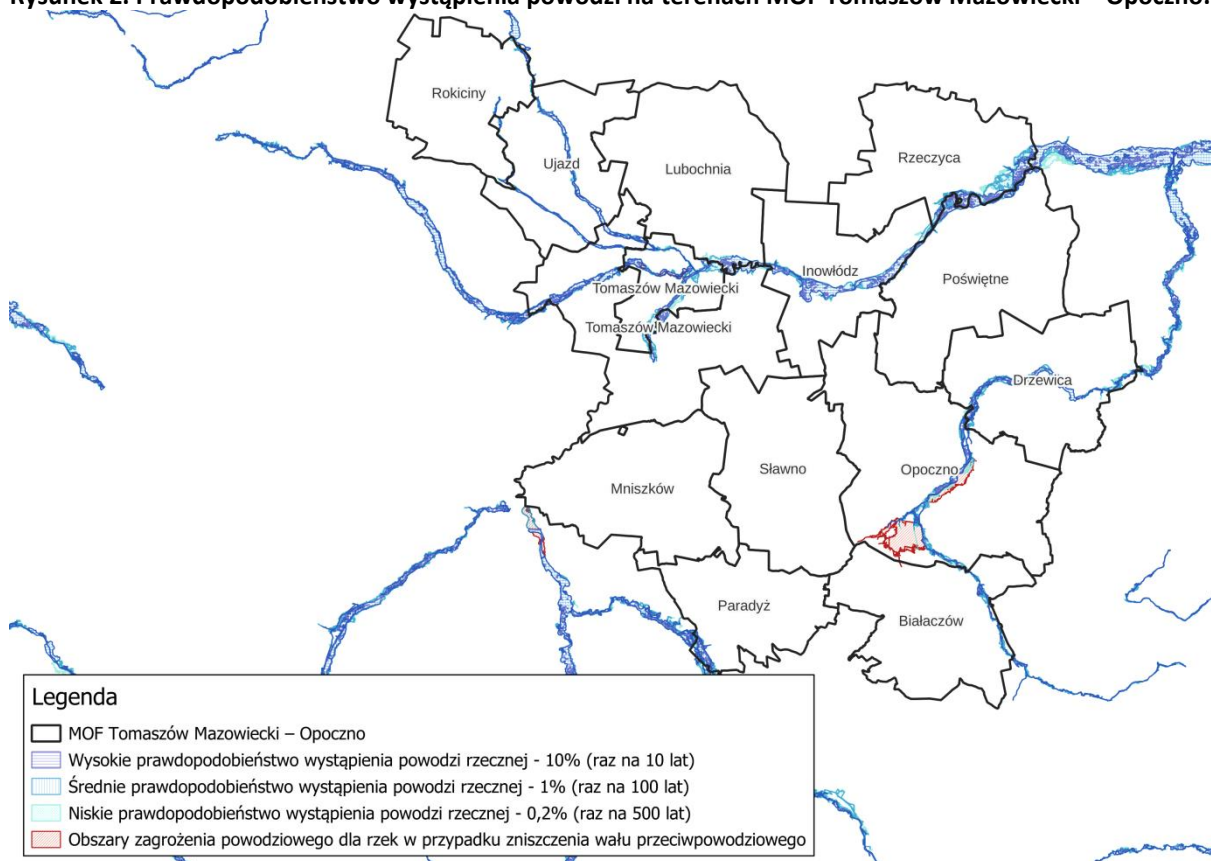 Rysunek 2. Prawdopodobieństwo wystąpienia powodzi na terenach MOF Tomaszów Mazowiecki – Opoczno.
Rokiciny
Ujazd
Lubochnia
Rzeczyca
Inowłódz
Poświętne
Tomaszów Mazowiecki
Tomaszów Mazowiecki
Drzewica
Sławno
Opoczno
Mniszków
Paradyż
Białaczów
Legenda
MOF Tomaszów Mazowiecki – Opoczno
Wysokie prawdopodobieństwo wystąpienia powodzi rzecznej - 10% (raz na 10 lat)
Średnie prawdopodobieństwo wystąpienia powodzi rzecznej - 1% (raz na 100 lat)
Niskie prawdopodobieństwo wystąpienia powodzi rzecznej - 0,2% (raz na 500 lat)
Obszary zagrożenia powodziowego dla rzek w przypadku zniszczenia wału przeciwpowodziowego